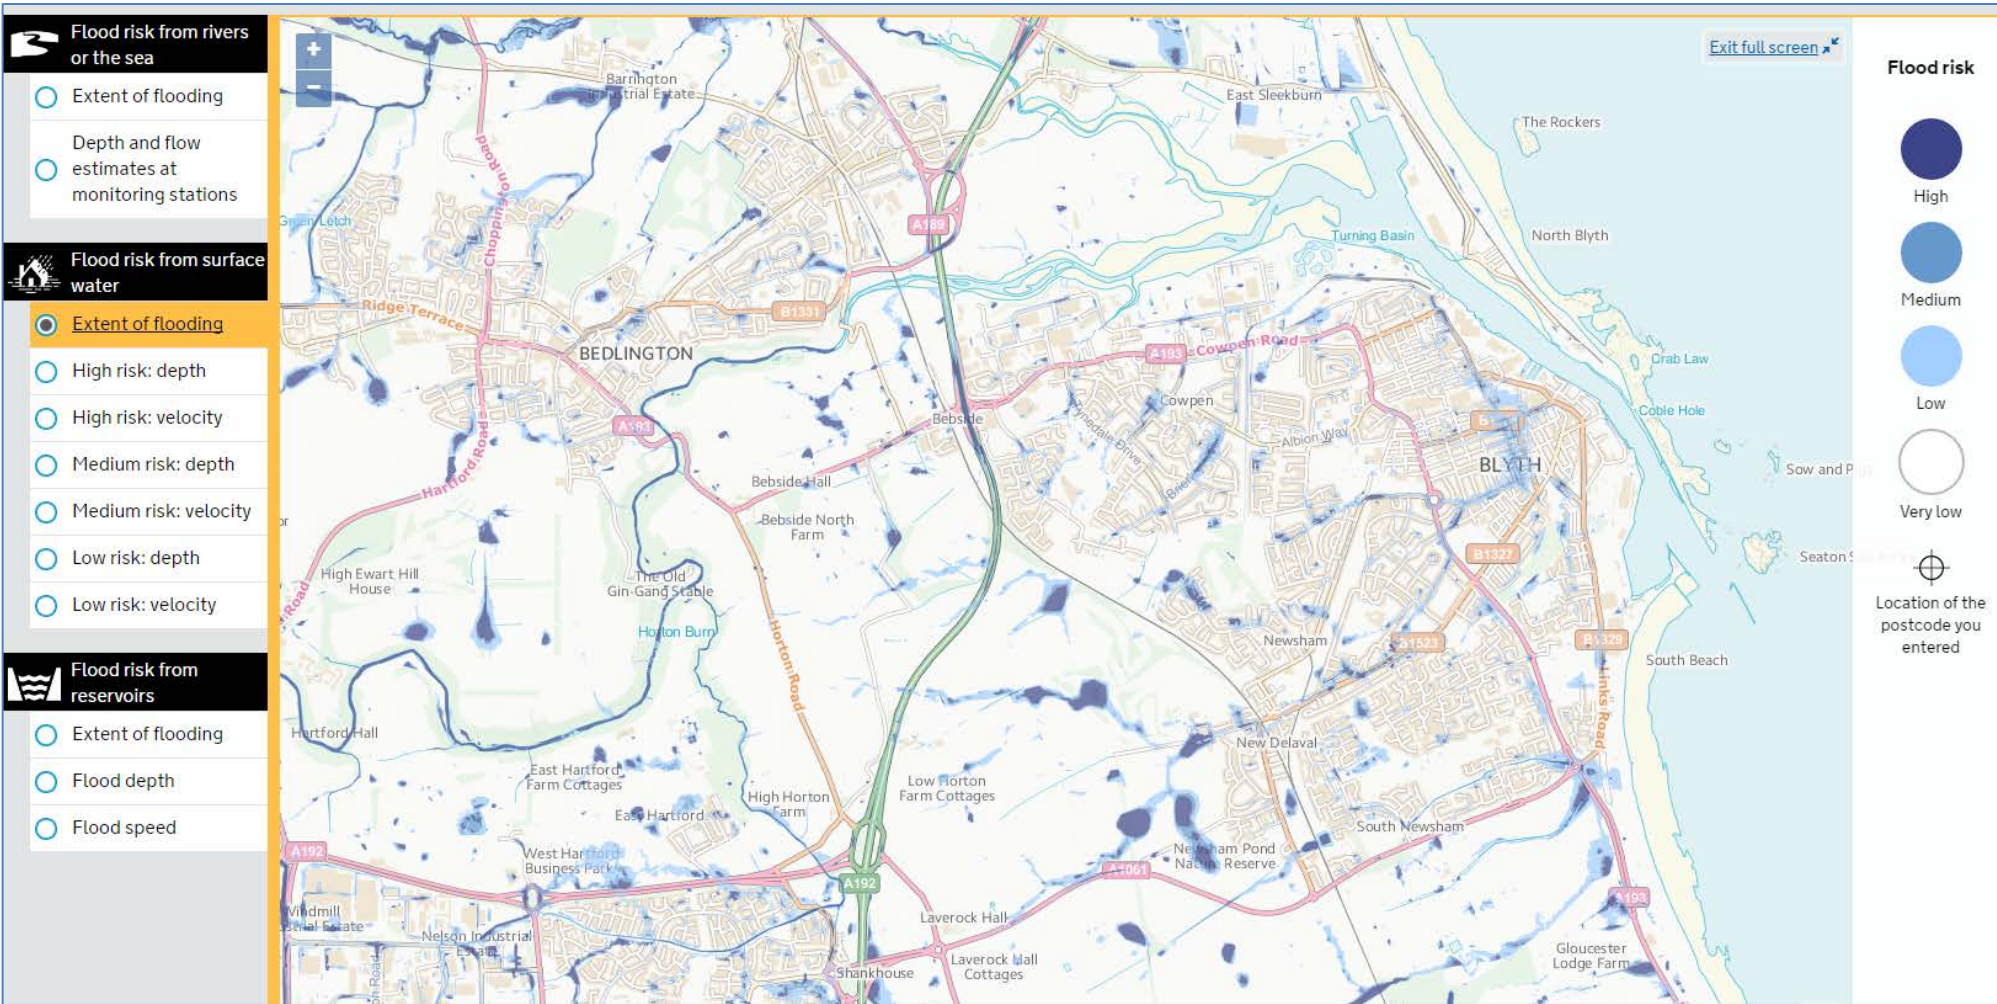 Flood risk from rivers
or the sea
Extent of flooding
Depth and flow
estimates at
monitoring stations
Flood risk from surface
water
Extent of flooding
High risk: depth
High risk: velocity
Medium risk: depth
Medium risk: velocity
Low risk: depth
Low risk: velocity
Flood risk from
reservoirs
Extent of flooding
Flood depth
Flood speed
+
−
Exit full screen
Barrington
Industrial Estate
East Sleekburn
The Rockers
Choppington Road
Green Letch
A189
Turning Basin
North Blyth
Ridge Terrace
B1331
BEDLINGTON
A193
Cowpen Road
Crab Law
Cowpen
Coble Hole
A193
Bebside
Tynedale Drive
Albion Way
BLYTH
Hartford Road
Bebside Hall
Sow and P
Bebside North
Farm
B1327
Seaton S
High Ewart Hill
House
The Old
Gin-Gang Stable
Road
Horton Burn
Horton Road
Newsham
B1523
B1329
South Beach
Links Road
Hartford Hall
New Delaval
East Hartford
Farm Cottages
Low Horton
Farm Cottages
High Horton
Farm
East Hartford
South Newsham
A192
West Hartford
Business Park
Newsham Pond
Nature Reserve
A1061
A192
A193
Windmill
Industrial Estate
Nelson Industrial
Estate
Laverock Hall
Shankhouse
Laverock Hall
Cottages
Gloucester
Lodge Farm
Flood risk
High
Medium
Low
Very low
Location of the
postcode you
entered